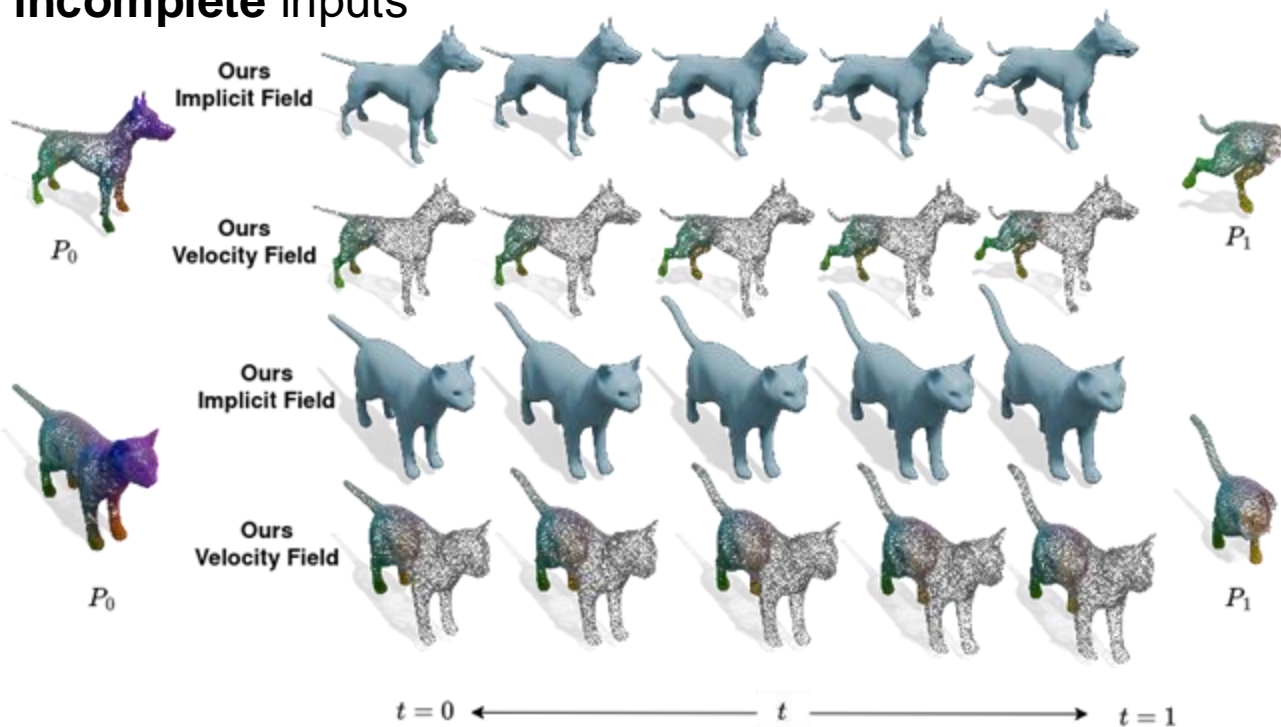 incomplete inputs
Ours
Implicit Field
P₀
P₁
Ours
Velocity Field
Ours
Implicit Field
Ours
Velocity Field
P₀
P₁
t = 0
t
t = 1